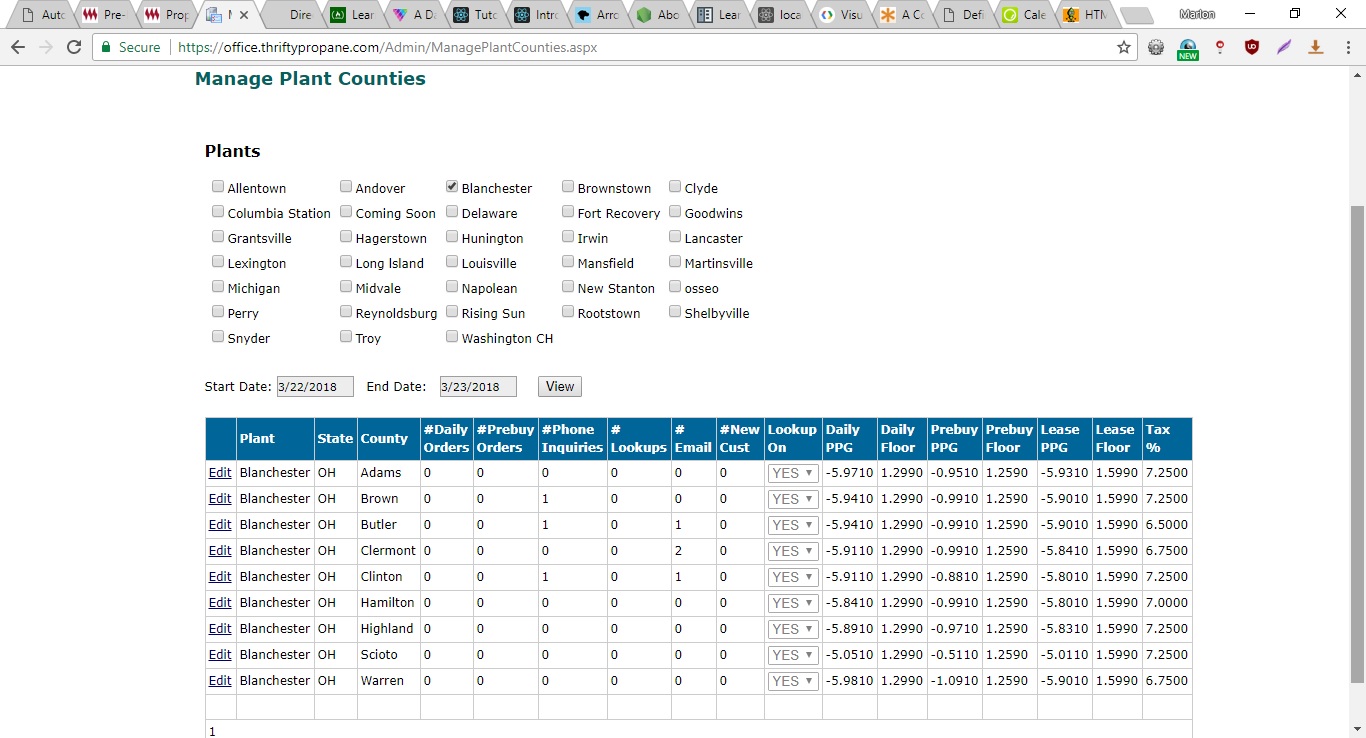 Auto Pre- Prop M Dire Lear A Da Tuto Intro Arro Abo Lear loca Visu A Co Defi Cale HTM Marlon
Secure https://office.thriftypropane.com/Admin/ManagePlantCounties.aspx NEW
Manage Plant Counties
Plants
Allentown Andover Blanchester Brownstown Clyde
Columbia Station Coming Soon Delaware Fort Recovery Goodwins
Grantsville Hagerstown Hunington Irwin Lancaster
Lexington Long Island Louisville Mansfield Martinsville
Michigan Midvale Napolean New Stanton osseo
Perry Reynoldsburg Rising Sun Rootstown Shelbyville
Snyder Troy Washington CH
Start Date: 3/22/2018 End Date: 3/23/2018 View
Plant State County #Daily Orders #Prebuy Orders #Phone Inquiries # Lookups # Email #New Cust Lookup On Daily PPG Daily Floor Prebuy PPG Prebuy Floor Lease PPG Lease Floor Tax %
Edit Blanchester OH Adams 0 0 0 0 0 0 YES -5.9710 1.2990 -0.9510 1.2590 -5.9310 1.5990 7.2500
Edit Blanchester OH Brown 0 0 1 0 0 0 YES -5.9410 1.2990 -0.9910 1.2590 -5.9010 1.5990 7.2500
Edit Blanchester OH Butler 0 0 1 0 1 0 YES -5.9410 1.2990 -0.9910 1.2590 -5.9010 1.5990 6.5000
Edit Blanchester OH Clermont 0 0 0 0 2 0 YES -5.9110 1.2990 -0.9910 1.2590 -5.8410 1.5990 6.7500
Edit Blanchester OH Clinton 0 0 1 0 1 0 YES -5.9110 1.2990 -0.8810 1.2590 -5.8010 1.5990 7.2500
Edit Blanchester OH Hamilton 0 0 0 0 0 0 YES -5.8410 1.2990 -0.9910 1.2590 -5.8010 1.5990 7.0000
Edit Blanchester OH Highland 0 0 0 0 0 0 YES -5.8910 1.2990 -0.9710 1.2590 -5.8310 1.5990 7.2500
Edit Blanchester OH Scioto 0 0 0 0 0 0 YES -5.0510 1.2990 -0.5110 1.2590 -5.0110 1.5990 7.2500
Edit Blanchester OH Warren 0 0 0 0 0 0 YES -5.9810 1.2990 -1.0910 1.2590 -5.9010 1.5990 6.7500
1